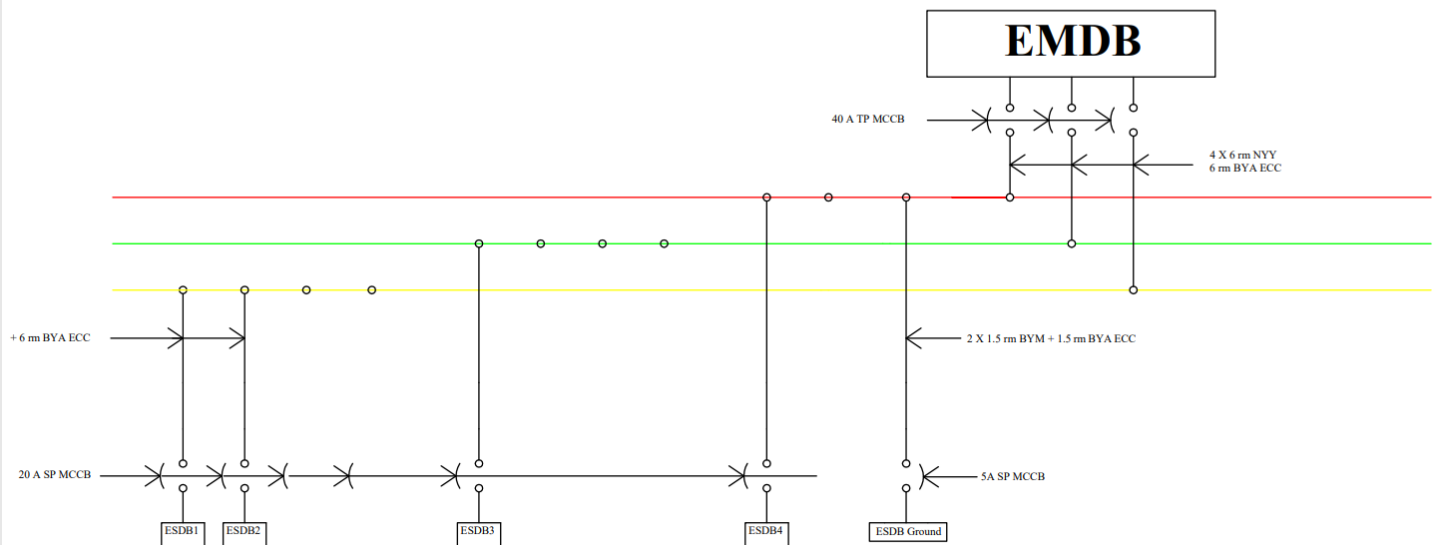 EMDB
40 A TP MCCB
4 X 6 rm NYY
6 rm BYA ECC
+ 6 rm BYA ECC
2 X 1.5 rm BYM + 1.5 rm BYA ECC
20 A SP MCCB
5A SP MCCB
ESDB1
ESDB2
ESDB3
ESDB4
ESDB Ground